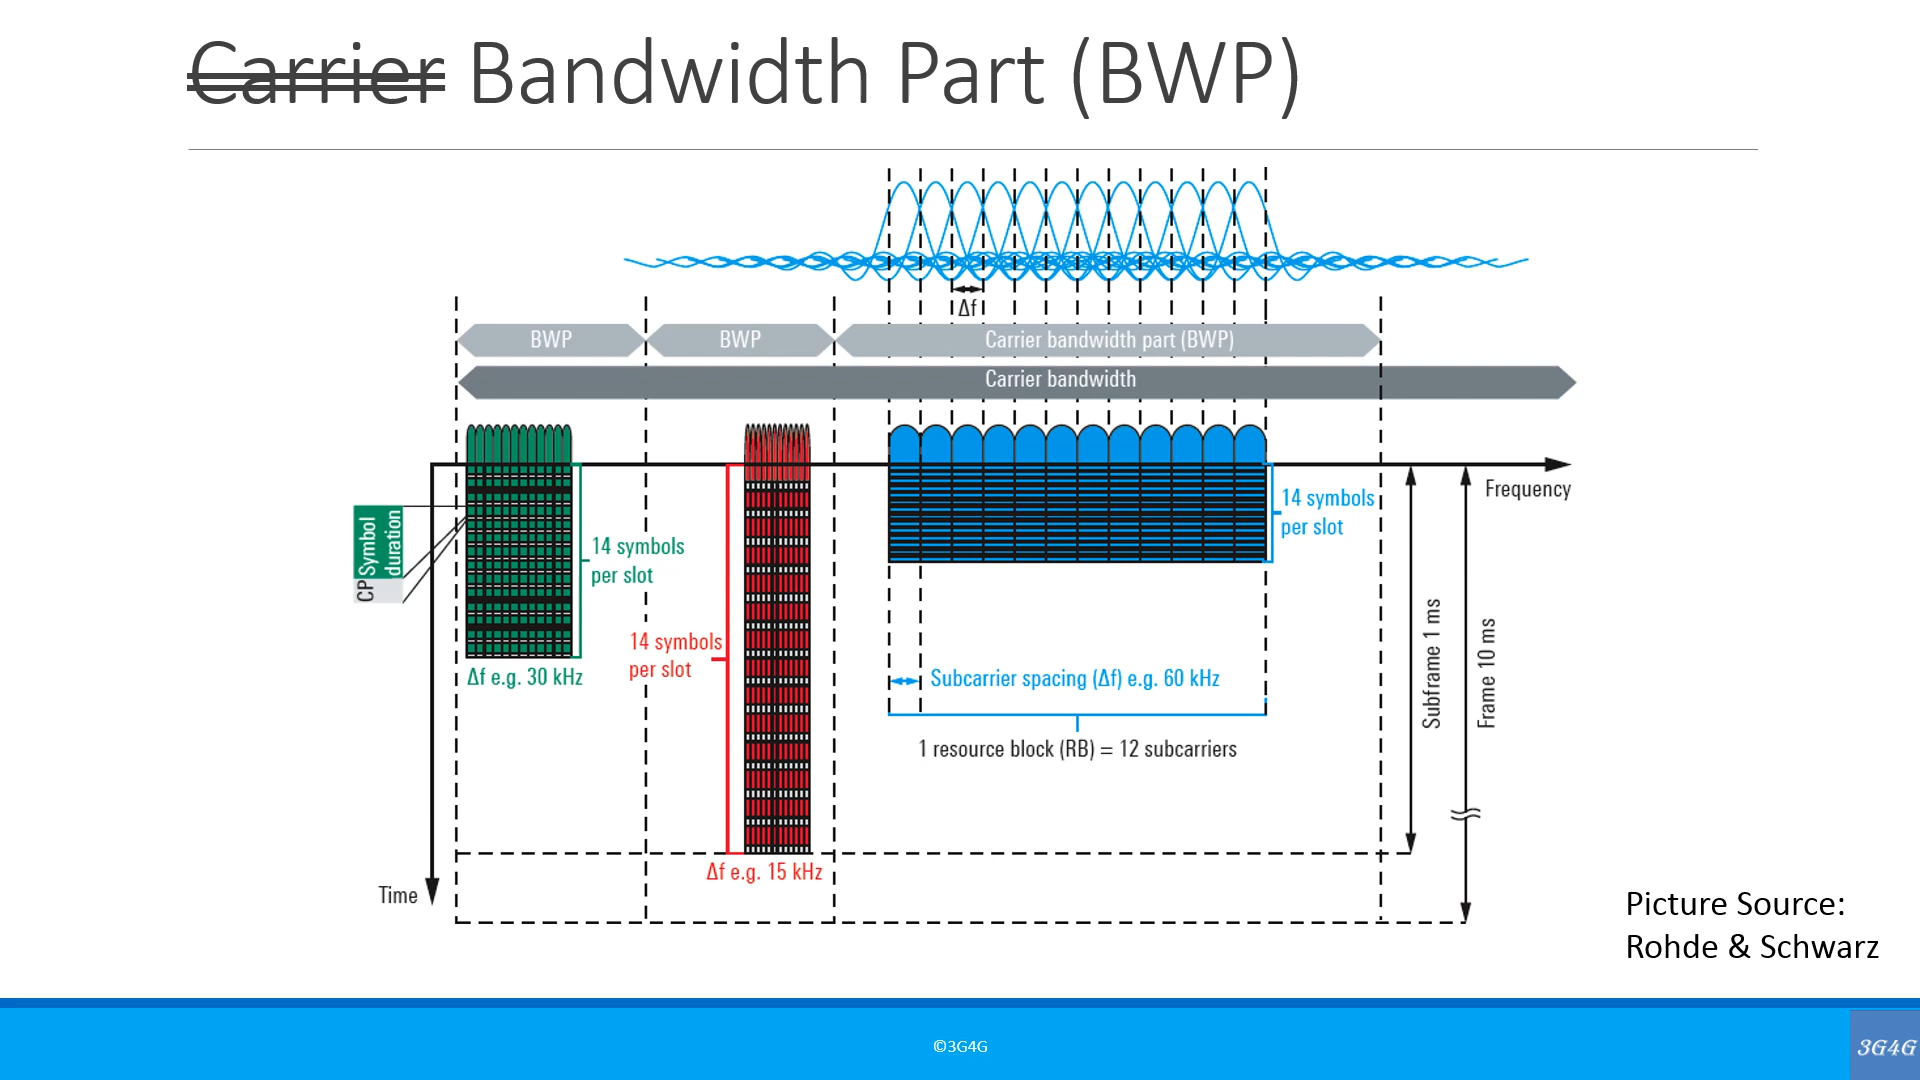 Carrier Bandwidth Part (BWP)
Δf
BWP
BWP
Carrier bandwidth part (BWP)
Carrier bandwidth
Frequency
Symbol
duration
CP
14 symbols
per slot
14 symbols
per slot
14 symbols
per slot
Δf e.g. 30 kHz
Subcarrier spacing (Δf) e.g. 60 kHz
1 resource block (RB) = 12 subcarriers
Subframe 1 ms
Frame 10 ms
Δf e.g. 15 kHz
Time
Picture Source:
Rohde & Schwarz
©3G4G
3G4G